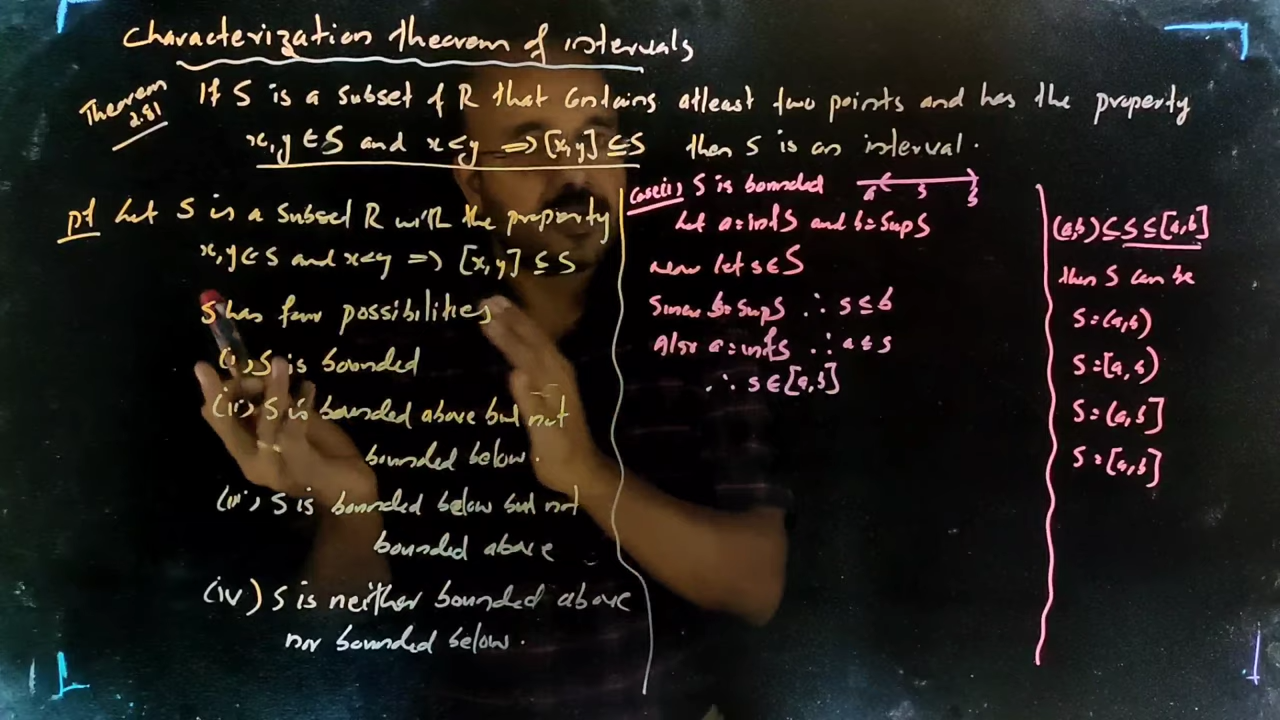 Characterization theorem of intervals
Theorem 2.81
If S is a subset of R that contains atleast two points and has the property
x,y ∈ S and x < y ⇒ [x,y] ⊆ S then S is an interval.
pf Let S is a subset R with the property
x,y ∈ S and x<y ⇒ [x,y] ⊆ S
S has four possibilities
(i) S is bounded
(ii) S is bounded above but not
bounded below.
(iii) S is bounded below but not
bounded above
(iv) S is neither bounded above
nor bounded below.
Case(i) S is bounded
a S b
Let a = inf S and b = sup S
now let s ∈ S
Since b = sup S ∴ s ≤ b
also a = inf S ∴ a ≤ s
∴ s ∈ [a,b]
(a,b) ⊆ S ⊆ [a,b]
then S can be
S = (a,b)
S = [a,b)
S = (a,b]
S = [a,b]